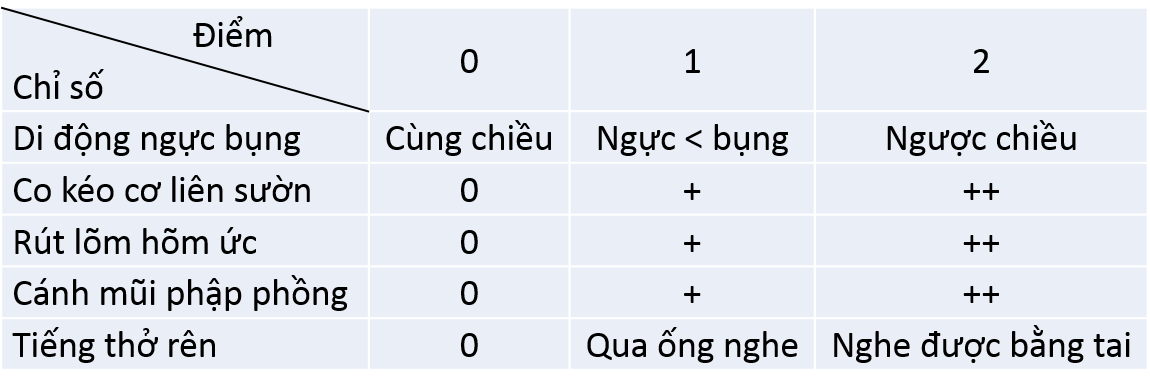 Điểm
Chỉ số 0 1 2
Di động ngực bụng Cùng chiều Ngực < bụng Ngược chiều
Co kéo cơ liên sườn 0 + ++
Rút lõm hõm ức 0 + ++
Cánh mũi phập phồng 0 + ++
Tiếng thở rên 0 Qua ống nghe Nghe được bằng tai